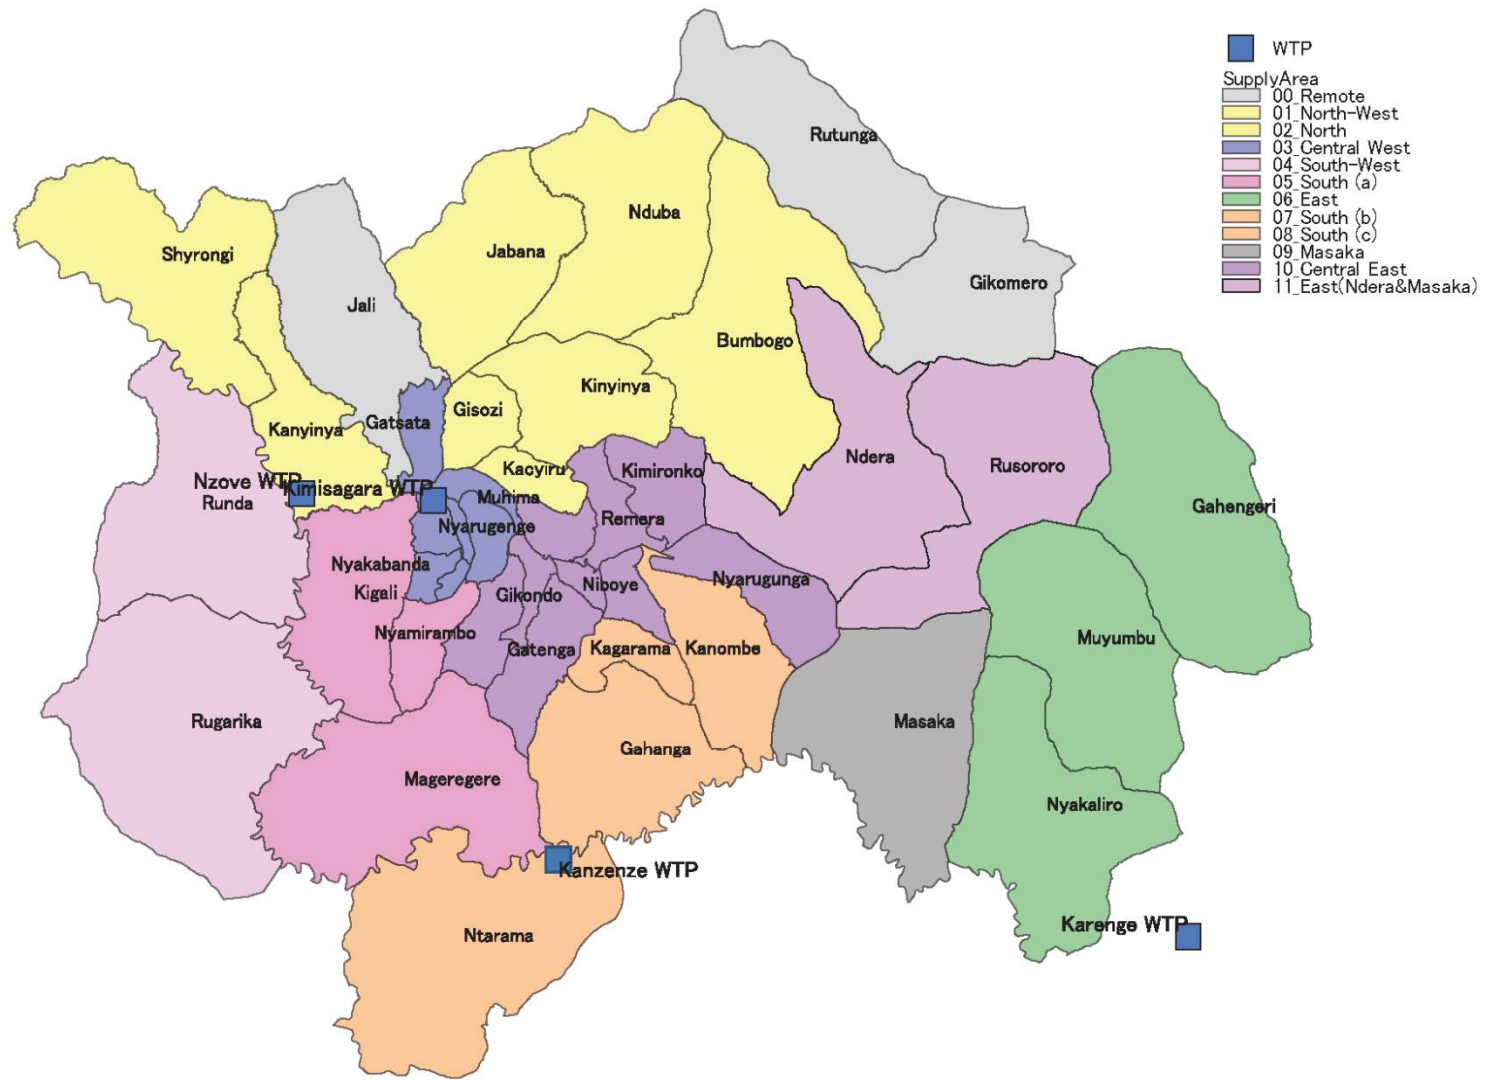 WTP
SupplyArea
00_Remote
01_North-West
02_North
03_Central West
04_South-West
05_South (a)
06_East
07_South (b)
08_South (c)
09_Masaka
10_Central East
11_East(Ndera&Masaka)
Rutunga
Nduba
Shyrongi
Jabana
Gikomero
Jali
Bumbogo
Kinyinya
Gisozi
Gatsata
Kanyinya
Ndera
Rusororo
Kacyiru
Kimironko
Nzove WTP
Kimisagara WTP
Runda
Muhima
Gahengeri
Remera
Nyarugenge
Nyakabanda
Nyarugunga
Niboye
Kigali
Gikondo
Nyamirambo
Muyumbu
Gatenga
Kagarama
Kanombe
Rugarika
Masaka
Gahanga
Mageregere
Nyakaliro
Kanzenze WTP
Karenge WTP
Ntarama